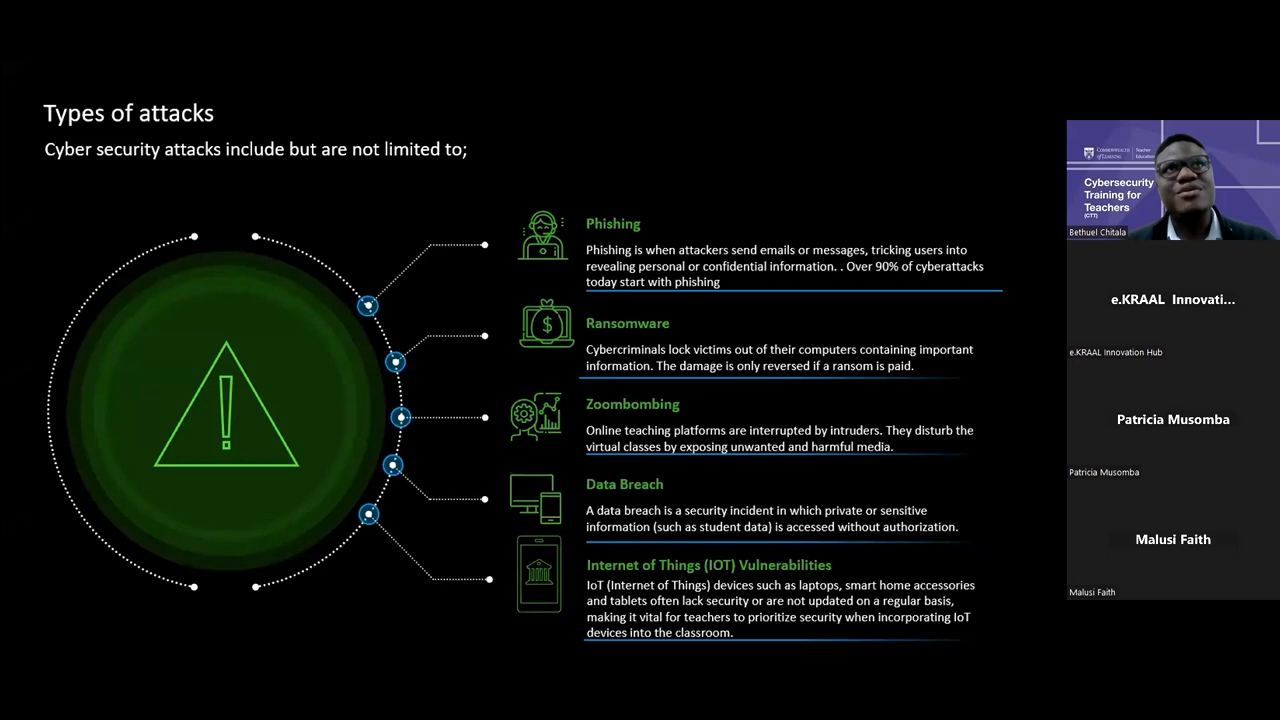 Types of attacks
Cyber security attacks include but are not limited to;
Phishing
Phishing is when attackers send emails or messages, tricking users into
revealing personal or confidential information. . Over 90% of cyberattacks
today start with phishing
Ransomware
Cybercriminals lock victims out of their computers containing important
information. The damage is only reversed if a ransom is paid.
Zoombombing
Online teaching platforms are interrupted by intruders. They disturb the
virtual classes by exposing unwanted and harmful media.
Data Breach
A data breach is a security incident in which private or sensitive
information (such as student data) is accessed without authorization.
Internet of Things (IOT) Vulnerabilities
IoT (Internet of Things) devices such as laptops, smart home accessories
and tablets often lack security or are not updated on a regular basis,
making it vital for teachers to prioritize security when incorporating IoT
devices into the classroom.
$
Commonwealth
of Learning
Teacher
Education
Cybersecurity
Training for
Teachers
(CTT)
Bethuel Chitala
e.KRAAL Innovati...
e.KRAAL Innovation Hub
Patricia Musomba
Patricia Musomba
Malusi Faith
Malusi Faith